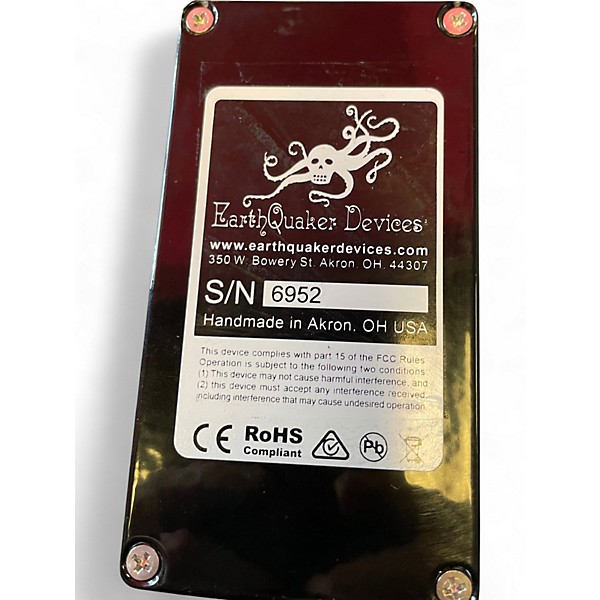 EarthQuaker Devices
www.earthquakerdevices.com
350 W. Bowery St. Akron, OH. 44307
S/N 6952
Handmade in Akron, OH USA
This device complies with part 15 of the FCC Rules
Operation is subject to the following two conditions
(1) This device may not cause harmful interference, and
(2) this device must accept any interference received,
including interference that may cause undesired operation
CE RoHS Pb
Compliant